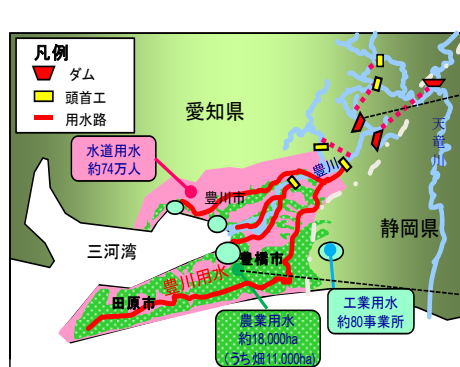 凡例
ダム
頭首工
用水路
愛知県
天竜川
水道用水
約74万人
豊川
豊川市
静岡県
三河湾
豊橋市
豊川用水
田原市
工業用水
約80事業所
農業用水
約18,000ha
(うち畑11,000ha)